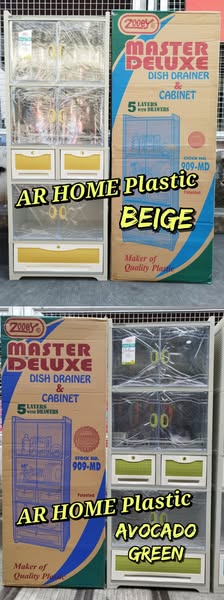 ZOOEY
MASTER
DELUXE
DISH DRAINER
&
CABINET
5 LAYERS
WITH DRAWERS
STOCK NO.
909-MD
Patented
AR HOME Plastic
BEIGE
Maker of
Quality Plastic
ZOOEY
MASTER
DELUXE
DISH DRAINER
&
CABINET
5 LAYERS
WITH DRAWERS
STOCK NO.
909-MD
Patented
AR HOME Plastic
AVOCADO
GREEN
Maker of
Quality Plastic